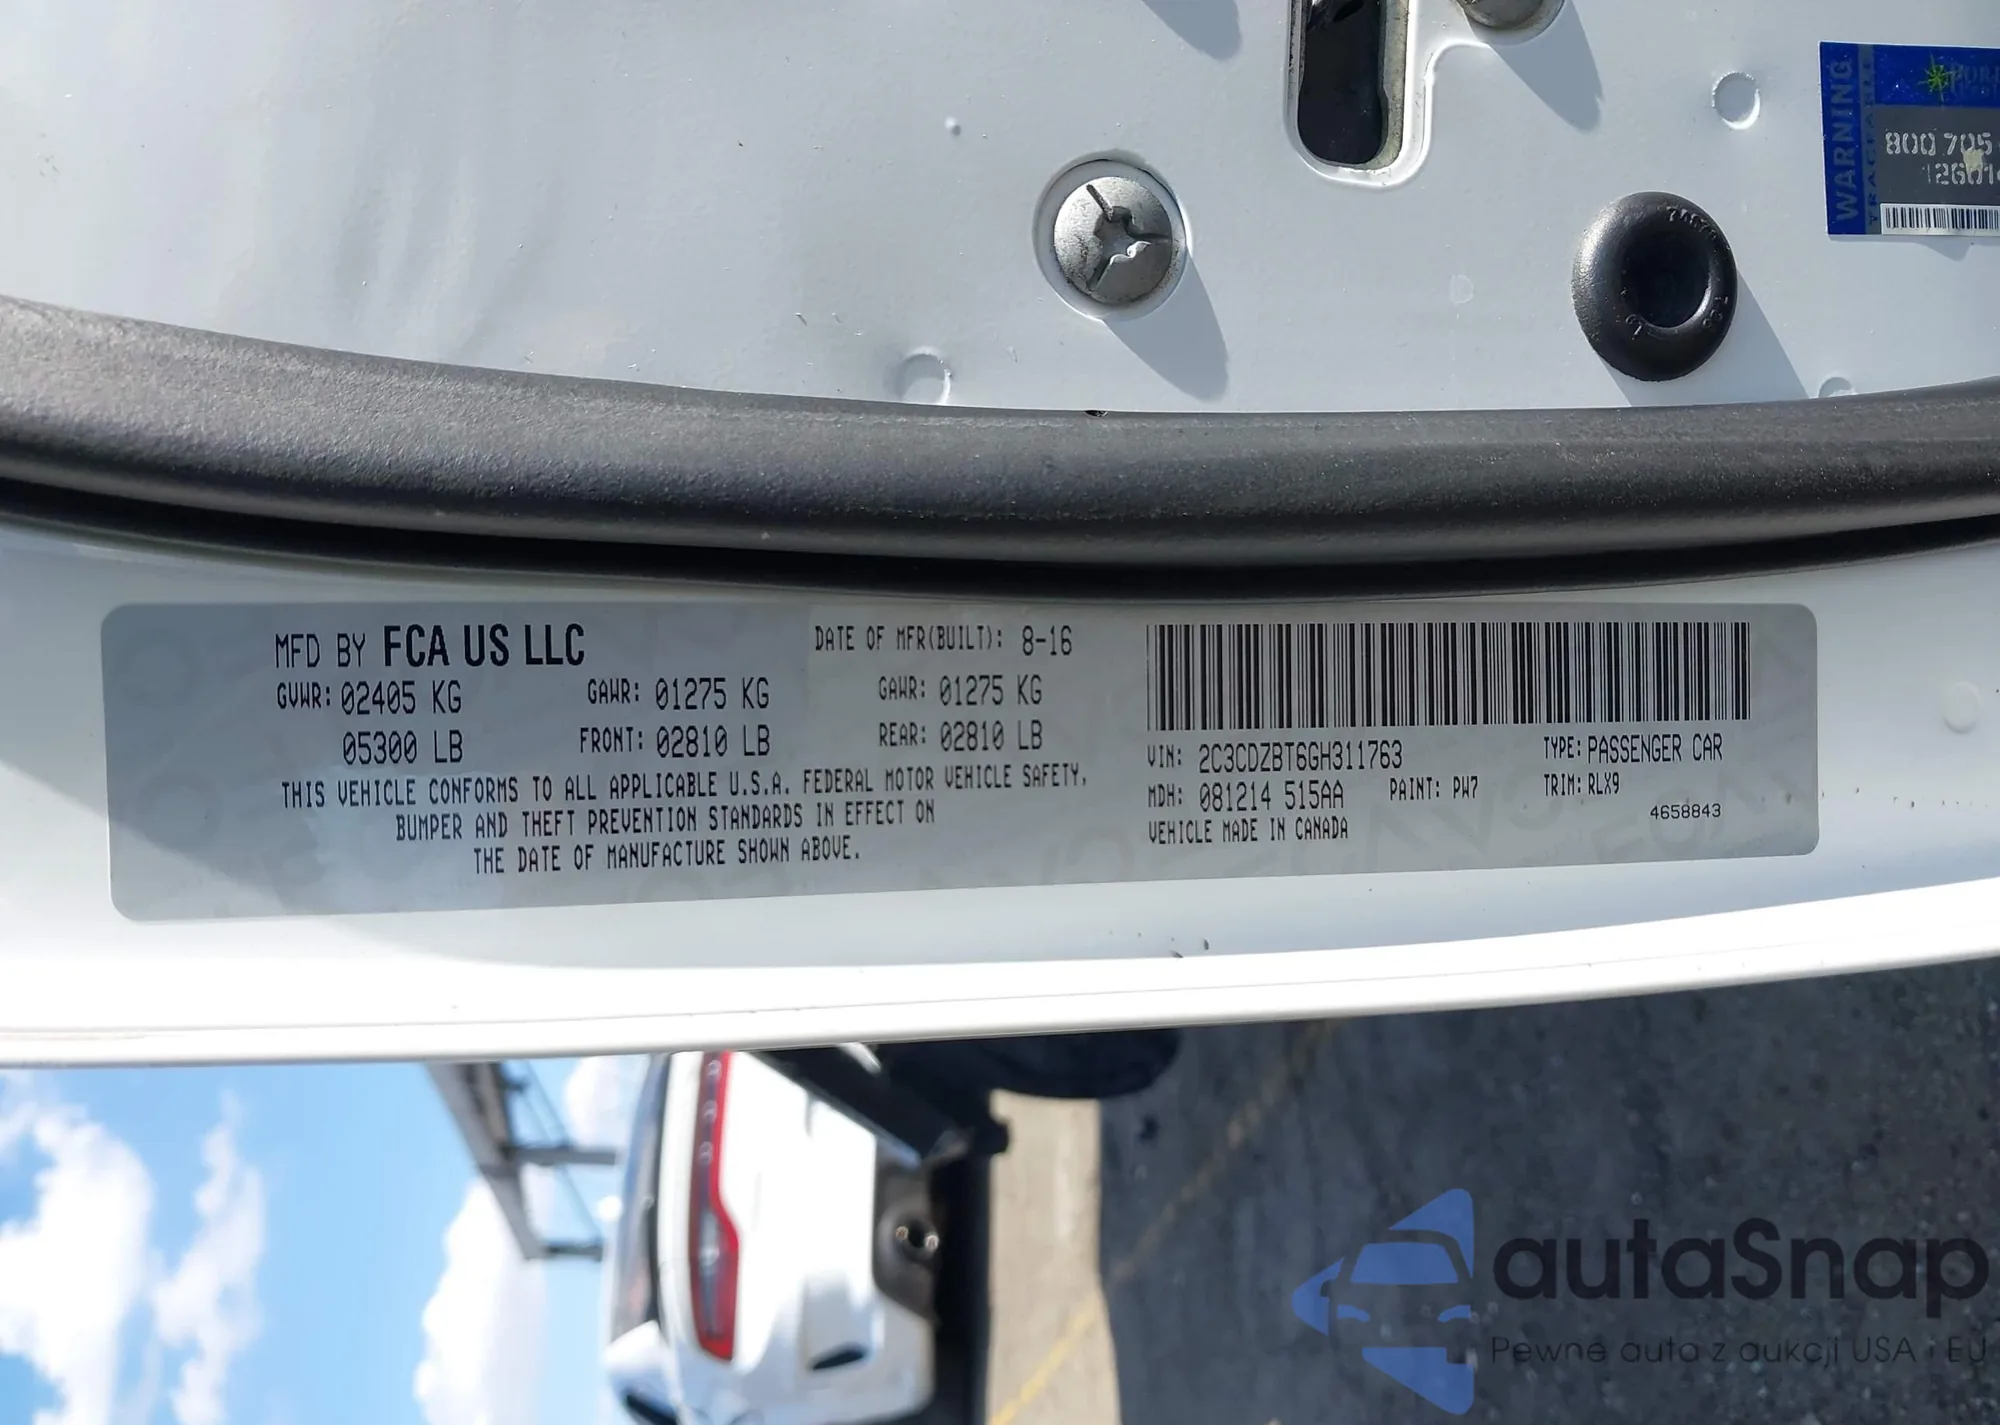 WARNING
TRACEABLE
800 705
MFD BY FCA US LLC
DATE OF MFR(BUILT): 8-16
GVWR: 02405 KG
GAWR: 01275 KG
GAWR: 01275 KG
05300 LB
FRONT: 02810 LB
REAR: 02810 LB
THIS VEHICLE CONFORMS TO ALL APPLICABLE U.S.A. FEDERAL MOTOR VEHICLE SAFETY,
BUMPER AND THEFT PREVENTION STANDARDS IN EFFECT ON
THE DATE OF MANUFACTURE SHOWN ABOVE.
VIN: 2C3CDZBT6GH311763
TYPE: PASSENGER CAR
MDH: 081214 515AA
PAINT: PW7
TRIM: RLX9
VEHICLE MADE IN CANADA
4658843
autaSnap
Pewne auta z aukcji USA i EU